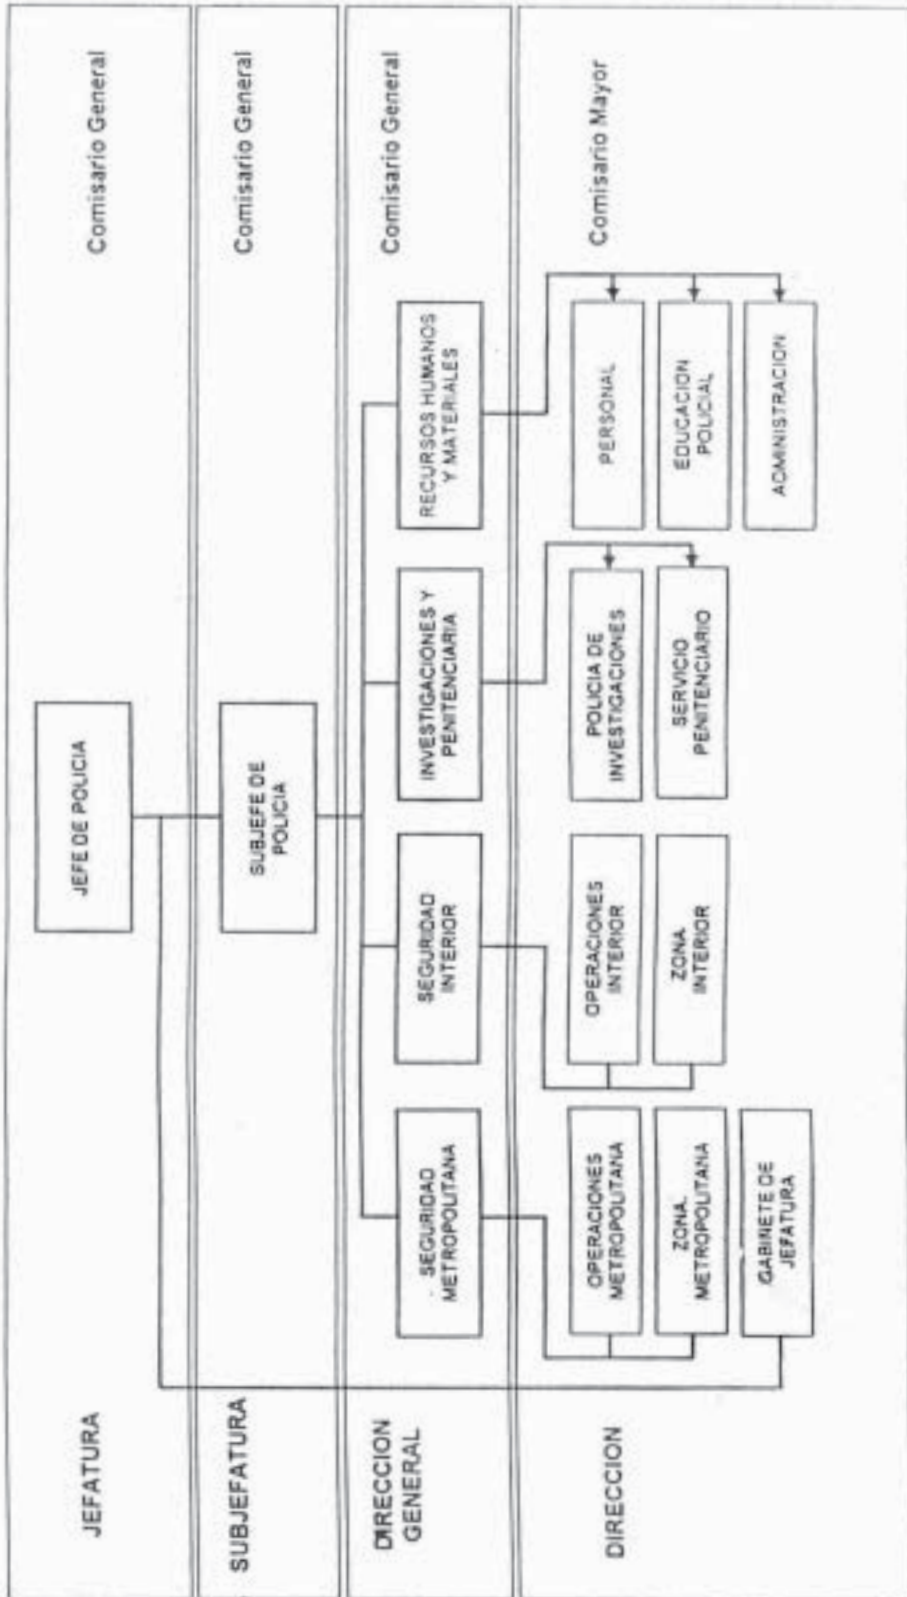 JEFATURA
JEFE DE POLICIA
Comisario General
SUBJEFATURA
SUBJEFE DE
POLICIA
Comisario General
DIRECCION
GENERAL
SEGURIDAD
METROPOLITANA
SEGURIDAD
INTERIOR
INVESTIGACIONES Y
PENITENCIARIA
RECURSOS HUMANOS
Y MATERIALES
Comisario General
DIRECCION
OPERACIONES
METROPOLITANA
ZONA
METROPOLITANA
GABINETE DE
JEFATURA
OPERACIONES
INTERIOR
ZONA
INTERIOR
POLICIA DE
INVESTIGACIONES
SERVICIO
PENITENCIARIO
PERSONAL
EDUCACION
POLICIAL
ADMINISTRACION
Comisario Mayor